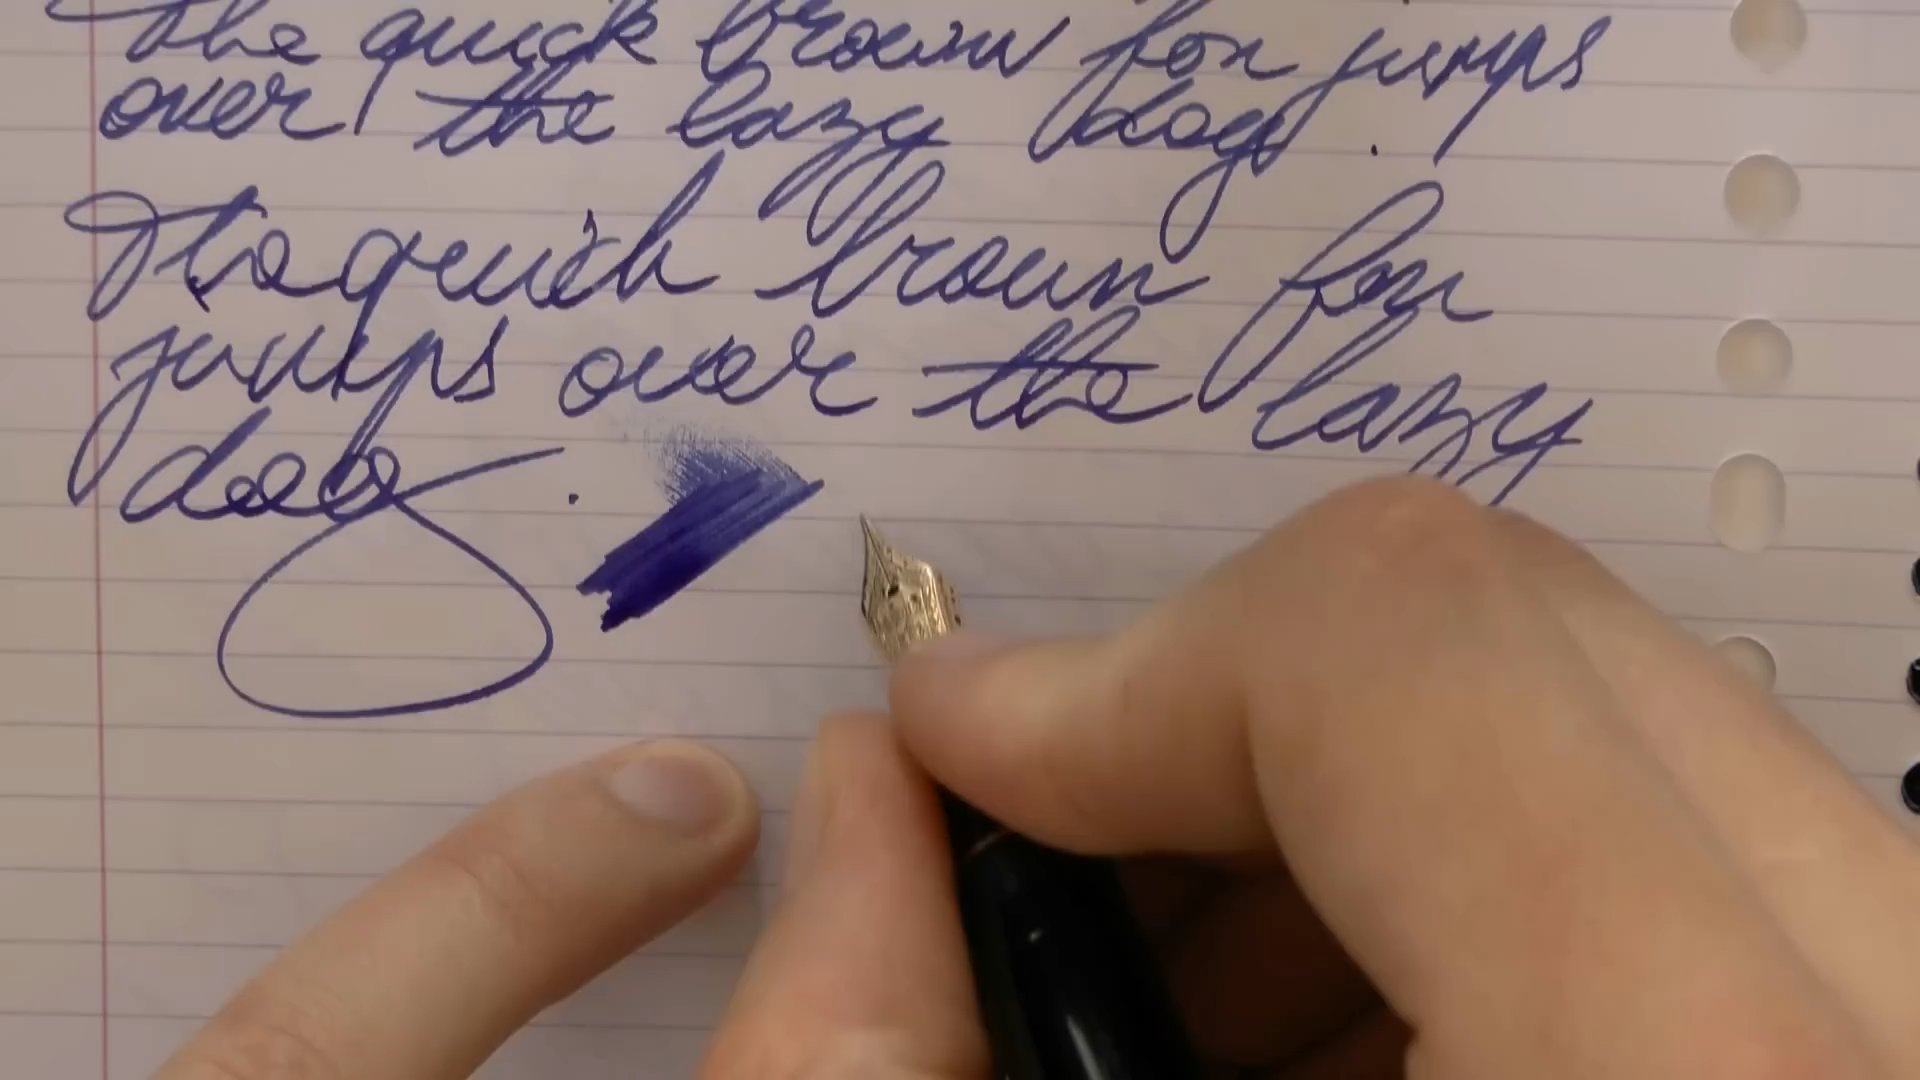 The quick brown fox jumps
over the lazy dog.
The quick brown fox
jumps over the lazy
dog.